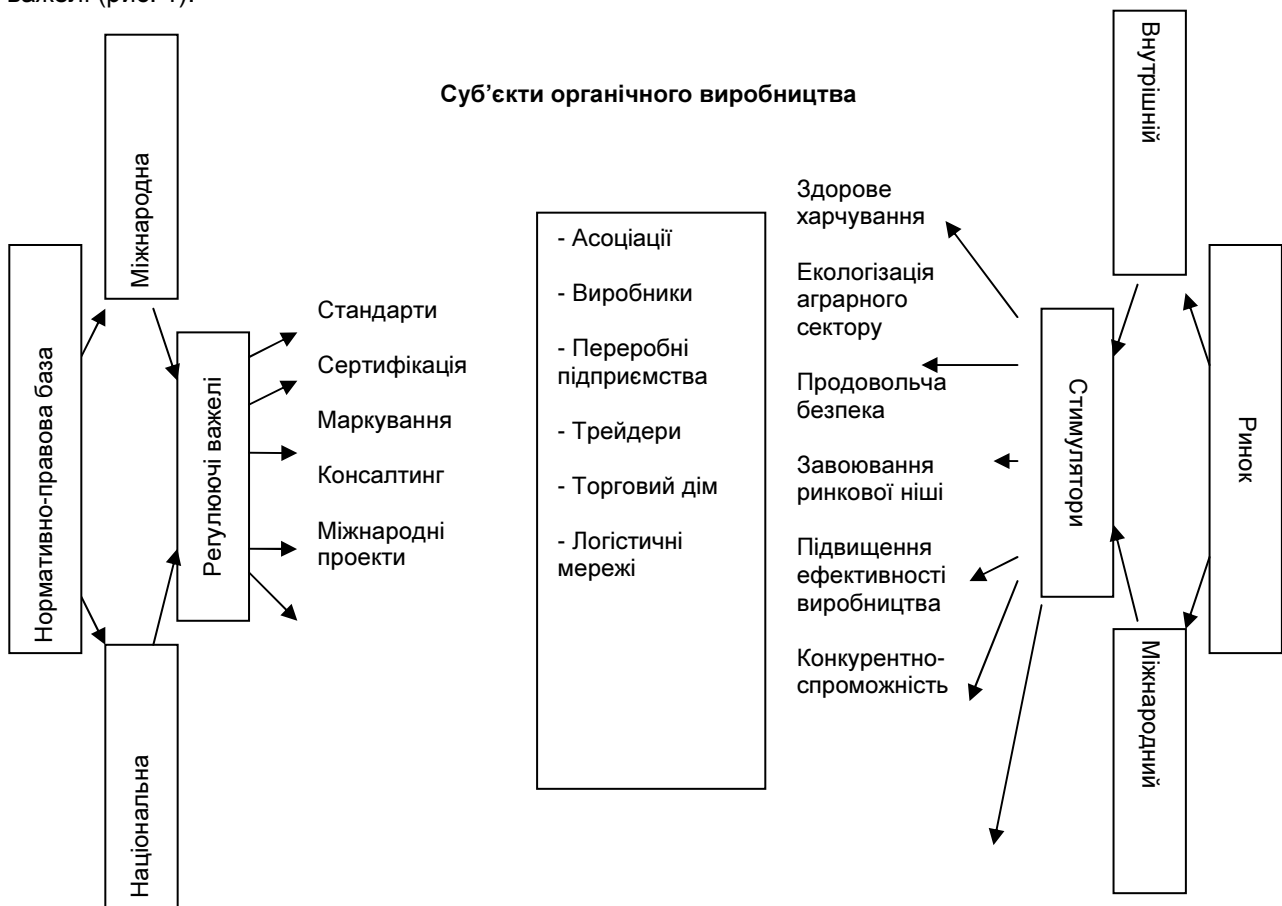 важелі (рис. 1).
Суб’єкти органічного виробництва
Нормативно-правова база
Міжнародна
Національна
Регулюючі важелі
Стандарти
Сертифікація
Маркування
Консалтинг
Міжнародні
проекти
- Асоціації
- Виробники
- Переробні
підприємства
- Трейдери
- Торговий дім
- Логістичні
мережі
Здорове
харчування
Екологізація
аграрного
сектору
Продовольча
безпека
Завоювання
ринкової ніші
Підвищення
ефективності
виробництва
Конкурентно-
спроможність
Стимулятори
Внутрішній
Міжнародний
Ринок